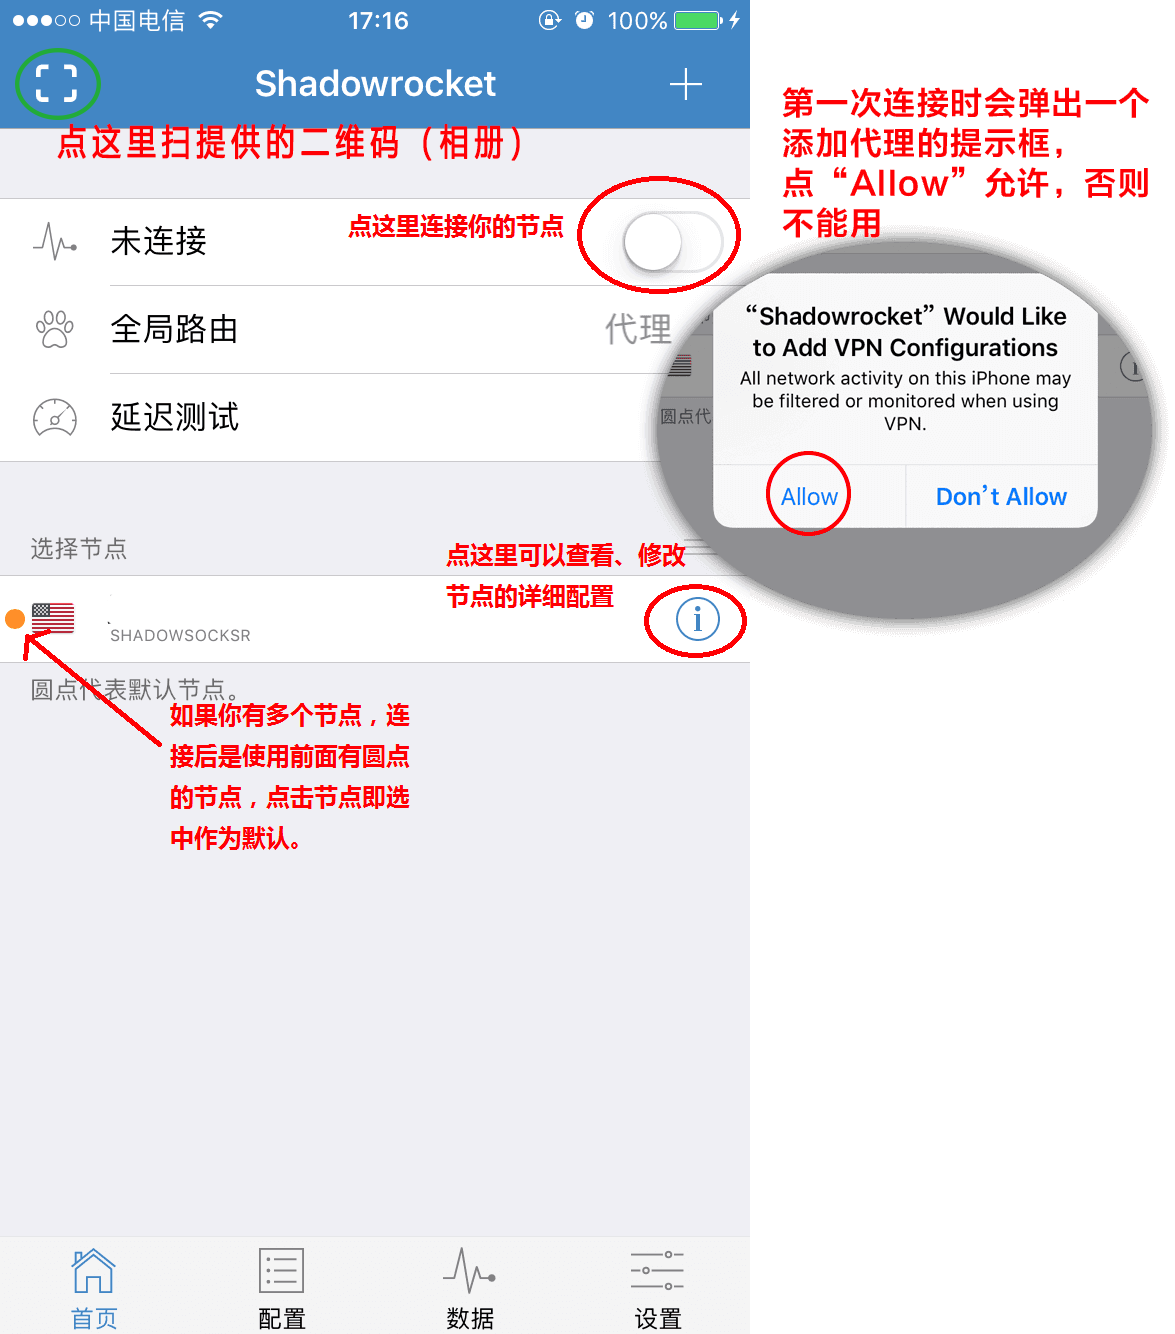 中国电信 17:16 100%
Shadowrocket
点这里扫提供的二维码（相册）
第一次连接时会弹出一个
添加代理的提示框，
点“Allow”允许，否则
不能用
未连接
点这里连接你的节点
全局路由 代理
延迟测试
“Shadowrocket” Would Like
to Add VPN Configurations
All network activity on this iPhone may
be filtered or monitored when using
VPN.
Allow Don’t Allow
圆点代
选择节点
点这里可以查看、修改
节点的详细配置
SHADOWSOCKSR
圆点代表默认节点。
如果你有多个节点，连
接后是使用前面有圆点
的节点，点击节点即选
中作为默认。
首页 配置 数据 设置